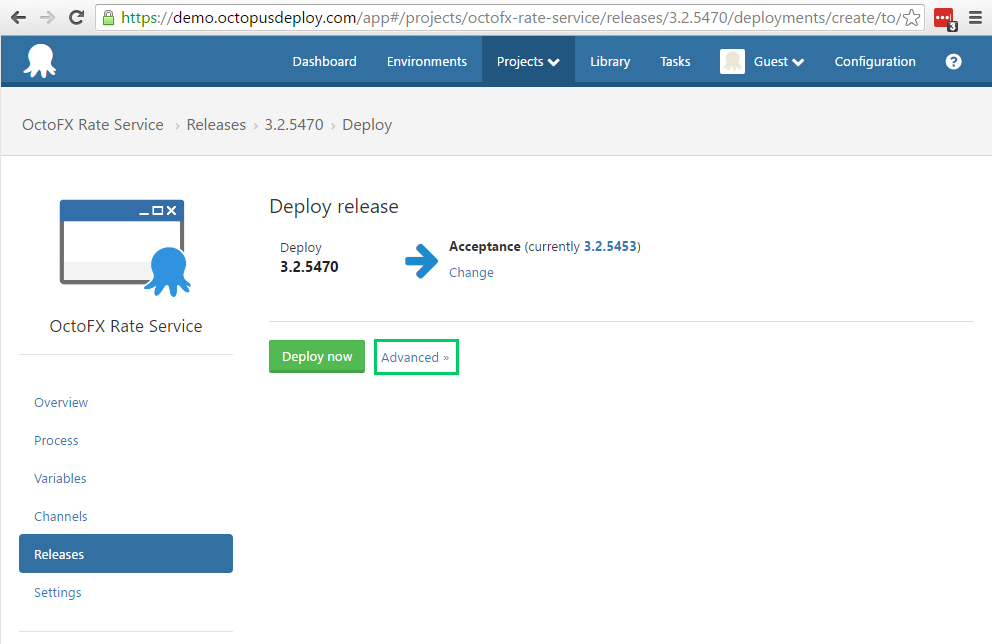 https://demo.octopusdeploy.com/app#/projects/octofx-rate-service/releases/3.2.5470/deployments/create/to/
3
Dashboard Environments Projects Library Tasks Guest Configuration ?
OctoFX Rate Service › Releases › 3.2.5470 › Deploy
Deploy release
Deploy
3.2.5470
Acceptance (currently 3.2.5453)
Change
OctoFX Rate Service
Deploy now Advanced »
Overview
Process
Variables
Channels
Releases
Settings